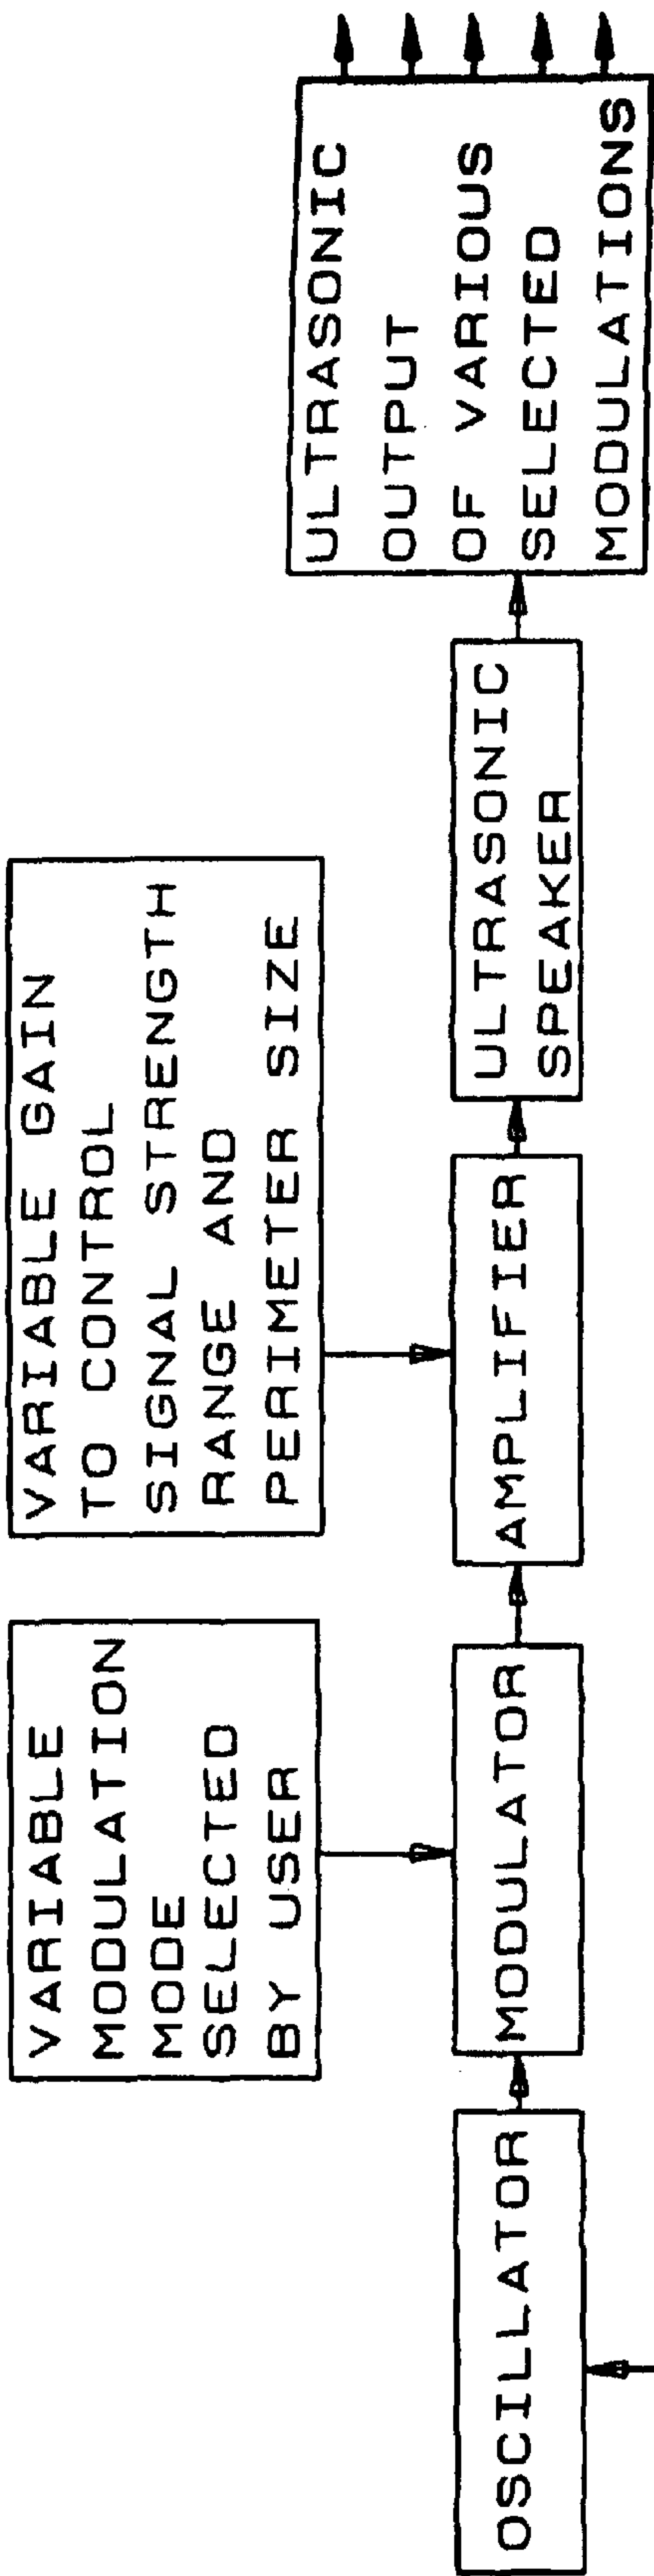 VARIABLE
MODULATION
MODE
SELECTED
BY USER
VARIABLE GAIN
TO CONTROL
SIGNAL STRENGTH
RANGE AND
PERIMETER SIZE
OSCILLATOR
MODULATOR
AMPLIFIER
ULTRASONIC
SPEAKER
ULTRASONIC
OUTPUT
OF VARIOUS
SELECTED
MODULATIONS